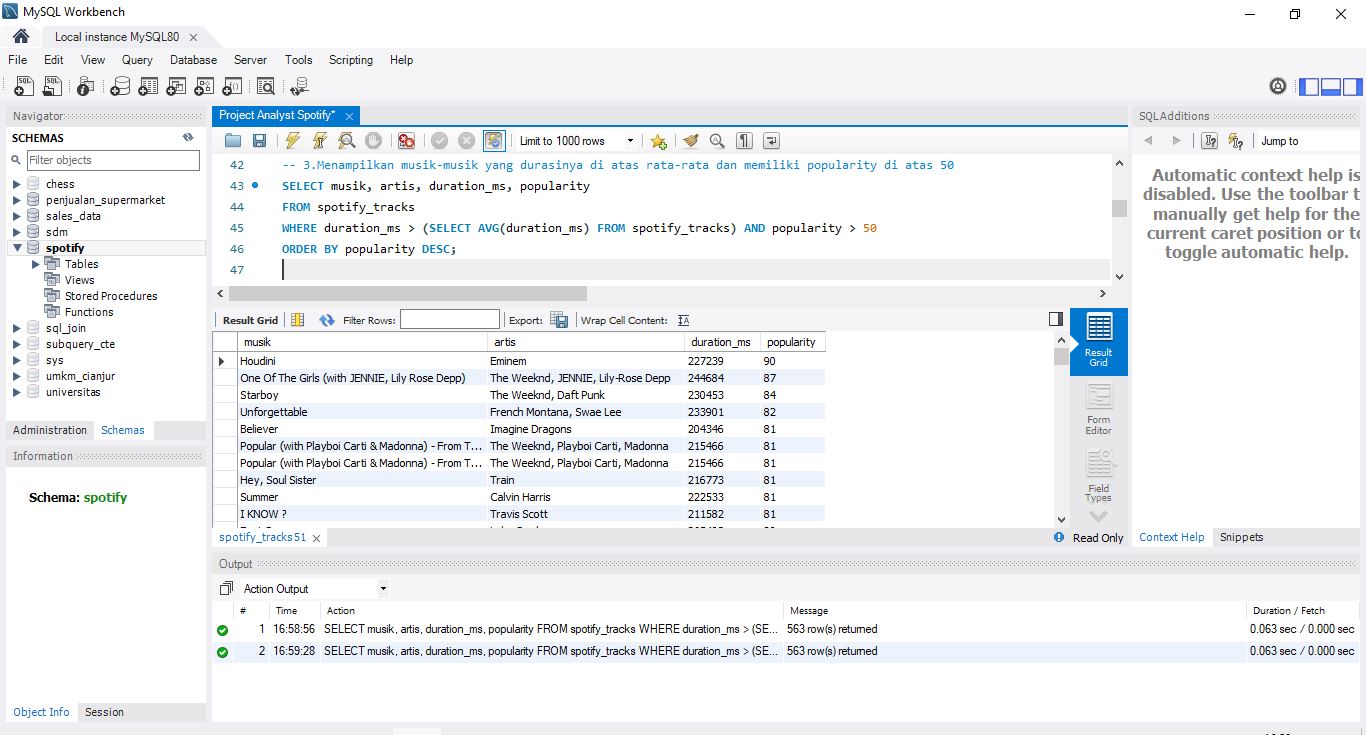 MySQL Workbench
Local instance MySQL80
File Edit View Query Database Server Tools Scripting Help
Navigator
SCHEMAS
Filter objects
chess
penjualan_supermarket
sales_data
sdm
spotify
Tables
Views
Stored Procedures
Functions
sql_join
subquery_cte
sys
umkm_cianjur
universitas
Administration Schemas
Information
Schema: spotify
Object Info Session
Project Analyst Spotify*
Limit to 1000 rows
42 -- 3.Menampilkan musik-musik yang durasinya di atas rata-rata dan memiliki popularity di atas 50
43 SELECT musik, artis, duration_ms, popularity
44 FROM spotify_tracks
45 WHERE duration_ms > (SELECT AVG(duration_ms) FROM spotify_tracks) AND popularity > 50
46 ORDER BY popularity DESC;
47
Result Grid Filter Rows: Export: Wrap Cell Content:
musik artis duration_ms popularity
Houdini Eminem 227239 90
One Of The Girls (with JENNIE, Lily Rose Depp) The Weeknd, JENNIE, Lily-Rose Depp 244684 87
Starboy The Weeknd, Daft Punk 230453 84
Unforgettable French Montana, Swae Lee 233901 82
Believer Imagine Dragons 204346 81
Popular (with Playboi Carti & Madonna) - From T... The Weeknd, Playboi Carti, Madonna 215466 81
Popular (with Playboi Carti & Madonna) - From T... The Weeknd, Playboi Carti, Madonna 215466 81
Hey, Soul Sister Train 216773 81
Summer Calvin Harris 222533 81
I KNOW ? Travis Scott 211582 81
Result
Grid
Form
Editor
Field
Types
spotify_tracks51
Read Only
SQLAdditions
Jump to
Automatic context help is
disabled. Use the toolbar t
manually get help for the
current caret position or to
toggle automatic help.
Context Help Snippets
Output
Action Output
# Time Action Message Duration / Fetch
1 16:58:56 SELECT musik, artis, duration_ms, popularity FROM spotify_tracks WHERE duration_ms > (SE... 563 row(s) returned 0.063 sec / 0.000 sec
2 16:59:28 SELECT musik, artis, duration_ms, popularity FROM spotify_tracks WHERE duration_ms > (SE... 563 row(s) returned 0.063 sec / 0.000 sec